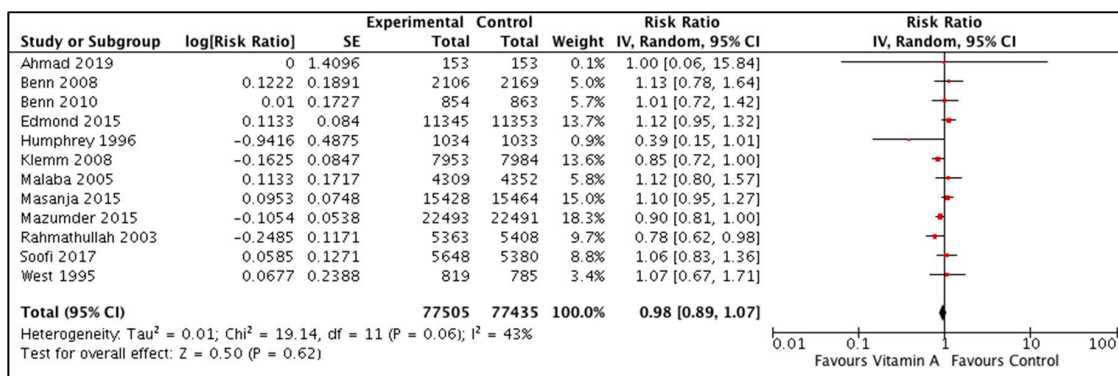 Experimental Control Risk Ratio Risk Ratio
Study or Subgroup log[Risk Ratio] SE Total Total Weight IV, Random, 95% CI IV, Random, 95% CI
Ahmad 2019 0 1.4096 153 153 0.1% 1.00 [0.06, 15.84]
Benn 2008 0.1222 0.1891 2106 2169 5.0% 1.13 [0.78, 1.64]
Benn 2010 0.01 0.1727 854 863 5.7% 1.01 [0.72, 1.42]
Edmond 2015 0.1133 0.084 11345 11353 13.7% 1.12 [0.95, 1.32]
Humphrey 1996 -0.9416 0.4875 1034 1033 0.9% 0.39 [0.15, 1.01]
Klemm 2008 -0.1625 0.0847 7953 7984 13.6% 0.85 [0.72, 1.00]
Malaba 2005 0.1133 0.1717 4309 4352 5.8% 1.12 [0.80, 1.57]
Masanja 2015 0.0953 0.0748 15428 15464 15.1% 1.10 [0.95, 1.27]
Mazumder 2015 -0.1054 0.0538 22493 22491 18.3% 0.90 [0.81, 1.00]
Rahmathullah 2003 -0.2485 0.1171 5363 5408 9.7% 0.78 [0.62, 0.98]
Soofi 2017 0.0585 0.1271 5648 5380 8.8% 1.06 [0.83, 1.36]
West 1995 0.0677 0.2388 819 785 3.4% 1.07 [0.67, 1.71]
Total (95% CI) 77505 77435 100.0% 0.98 [0.89, 1.07]
Heterogeneity: Tau² = 0.01; Chi² = 19.14, df = 11 (P = 0.06); I² = 43%
Test for overall effect: Z = 0.50 (P = 0.62)
0.01 0.1 1 10 100
Favours Vitamin A Favours Control